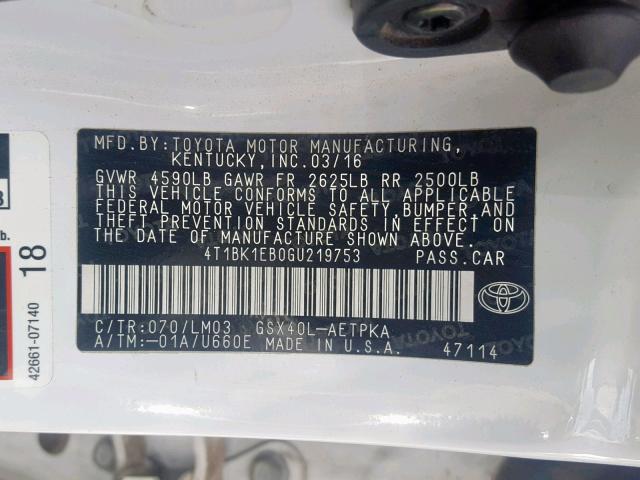 MFD.BY:TOYOTA MOTOR MANUFACTURING,
KENTUCKY,INC.03/16
GVWR 4590LB GAWR FR 2625LB RR 2500LB
THIS VEHICLE CONFORMS TO ALL APPLICABLE
FEDERAL MOTOR VEHICLE SAFETY,BUMPER,AND
THEFT PREVENTION STANDARDS IN EFFECT ON
THE DATE OF MANUFACTURE SHOWN ABOVE.
4T1BK1EB0GU219753 PASS.CAR
C/TR:070/LM03 GSX40L-AETPKA
A/TM:-01A/U660E MADE IN U.S.A. 47114
b.
18
42661-07140